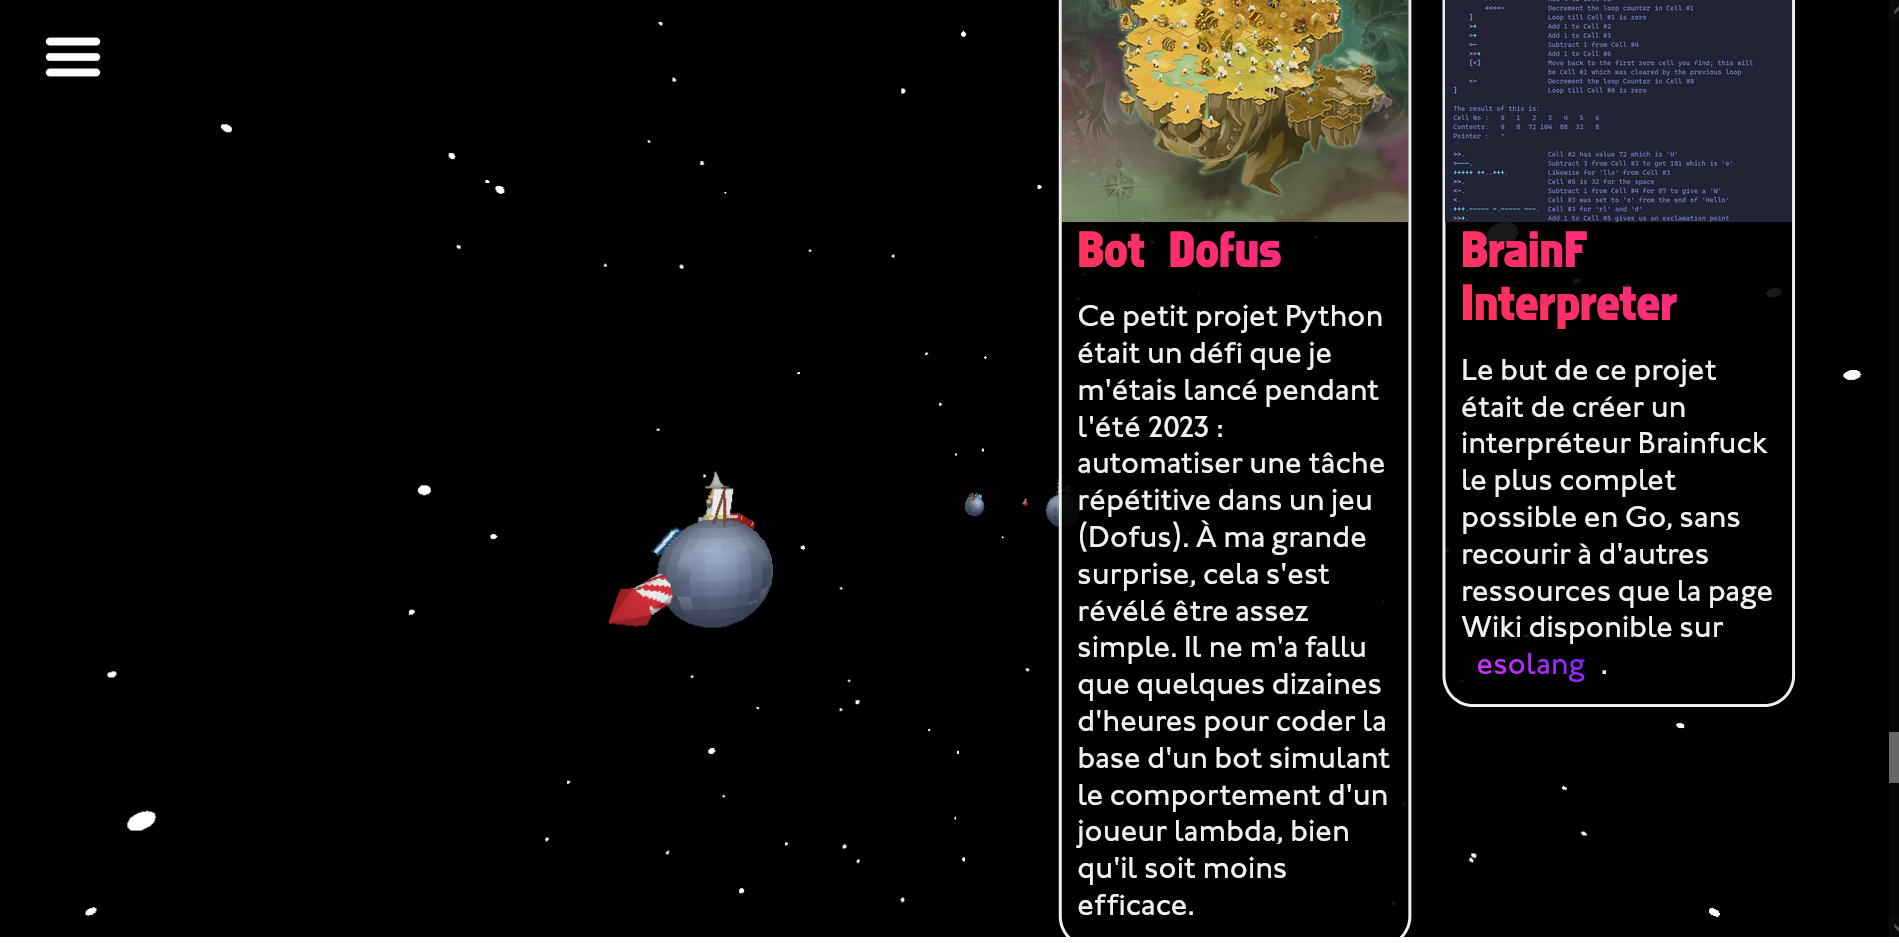 Bot Dofus
Ce petit projet Python
était un défi que je
m'étais lancé pendant
l'été 2023 :
automatiser une tâche
répétitive dans un jeu
(Dofus). À ma grande
surprise, cela s'est
révélé être assez
simple. Il ne m'a fallu
que quelques dizaines
d'heures pour coder la
base d'un bot simulant
le comportement d'un
joueur lambda, bien
qu'il soit moins
efficace.
<<<<- Decrement the loop counter in Cell #1
] Loop till Cell #1 is zero
>+ Add 1 to Cell #2
>+ Add 1 to Cell #3
>- Subtract 1 from Cell #4
>>+ Add 1 to Cell #6
[<] Move back to the first zero cell you find; this will
be Cell #1 which was cleared by the previous loop
<- Decrement the loop Counter in Cell #0
] Loop till Cell #0 is zero
The result of this is:
Cell No : 0 1 2 3 4 5 6
Contents: 0 0 72 104 88 32 8
Pointer : ^
>>. Cell #2 has value 72 which is 'H'
>---. Subtract 3 from Cell #3 to get 101 which is 'e'
+++++ ++..+++. Likewise for 'llo' from Cell #3
>>. Cell #5 is 32 for the space
<-. Subtract 1 from Cell #4 for 87 to give a 'W'
<. Cell #3 was set to 'o' from the end of 'Hello'
+++.----- -.----- ---. Cell #3 for 'rl' and 'd'
>>+. Add 1 to Cell #5 gives us an exclamation point
BrainF
Interpreter
Le but de ce projet
était de créer un
interpréteur Brainfuck
le plus complet
possible en Go, sans
recourir à d'autres
ressources que la page
Wiki disponible sur
esolang .